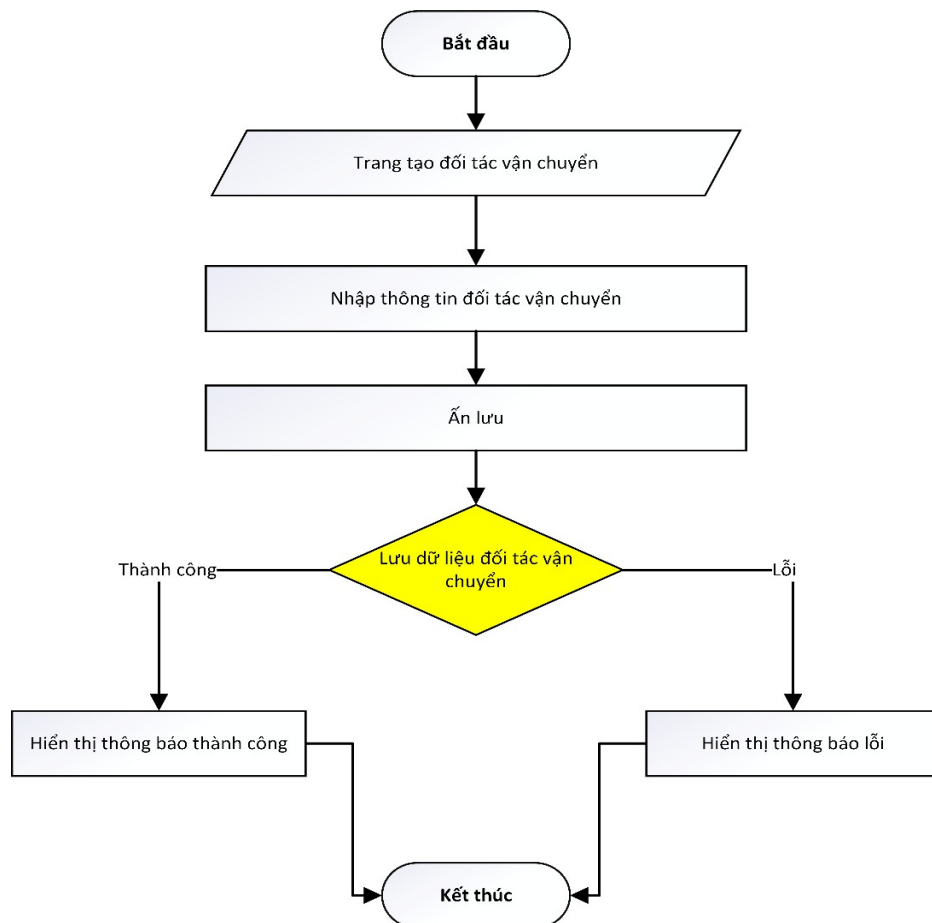 Bắt đầu
Trang tạo đối tác vận chuyển
Nhập thông tin đối tác vận chuyển
Ấn lưu
Lưu dữ liệu đối tác vận
chuyển
Thành công
Lỗi
Hiển thị thông báo thành công
Hiển thị thông báo lỗi
Kết thúc